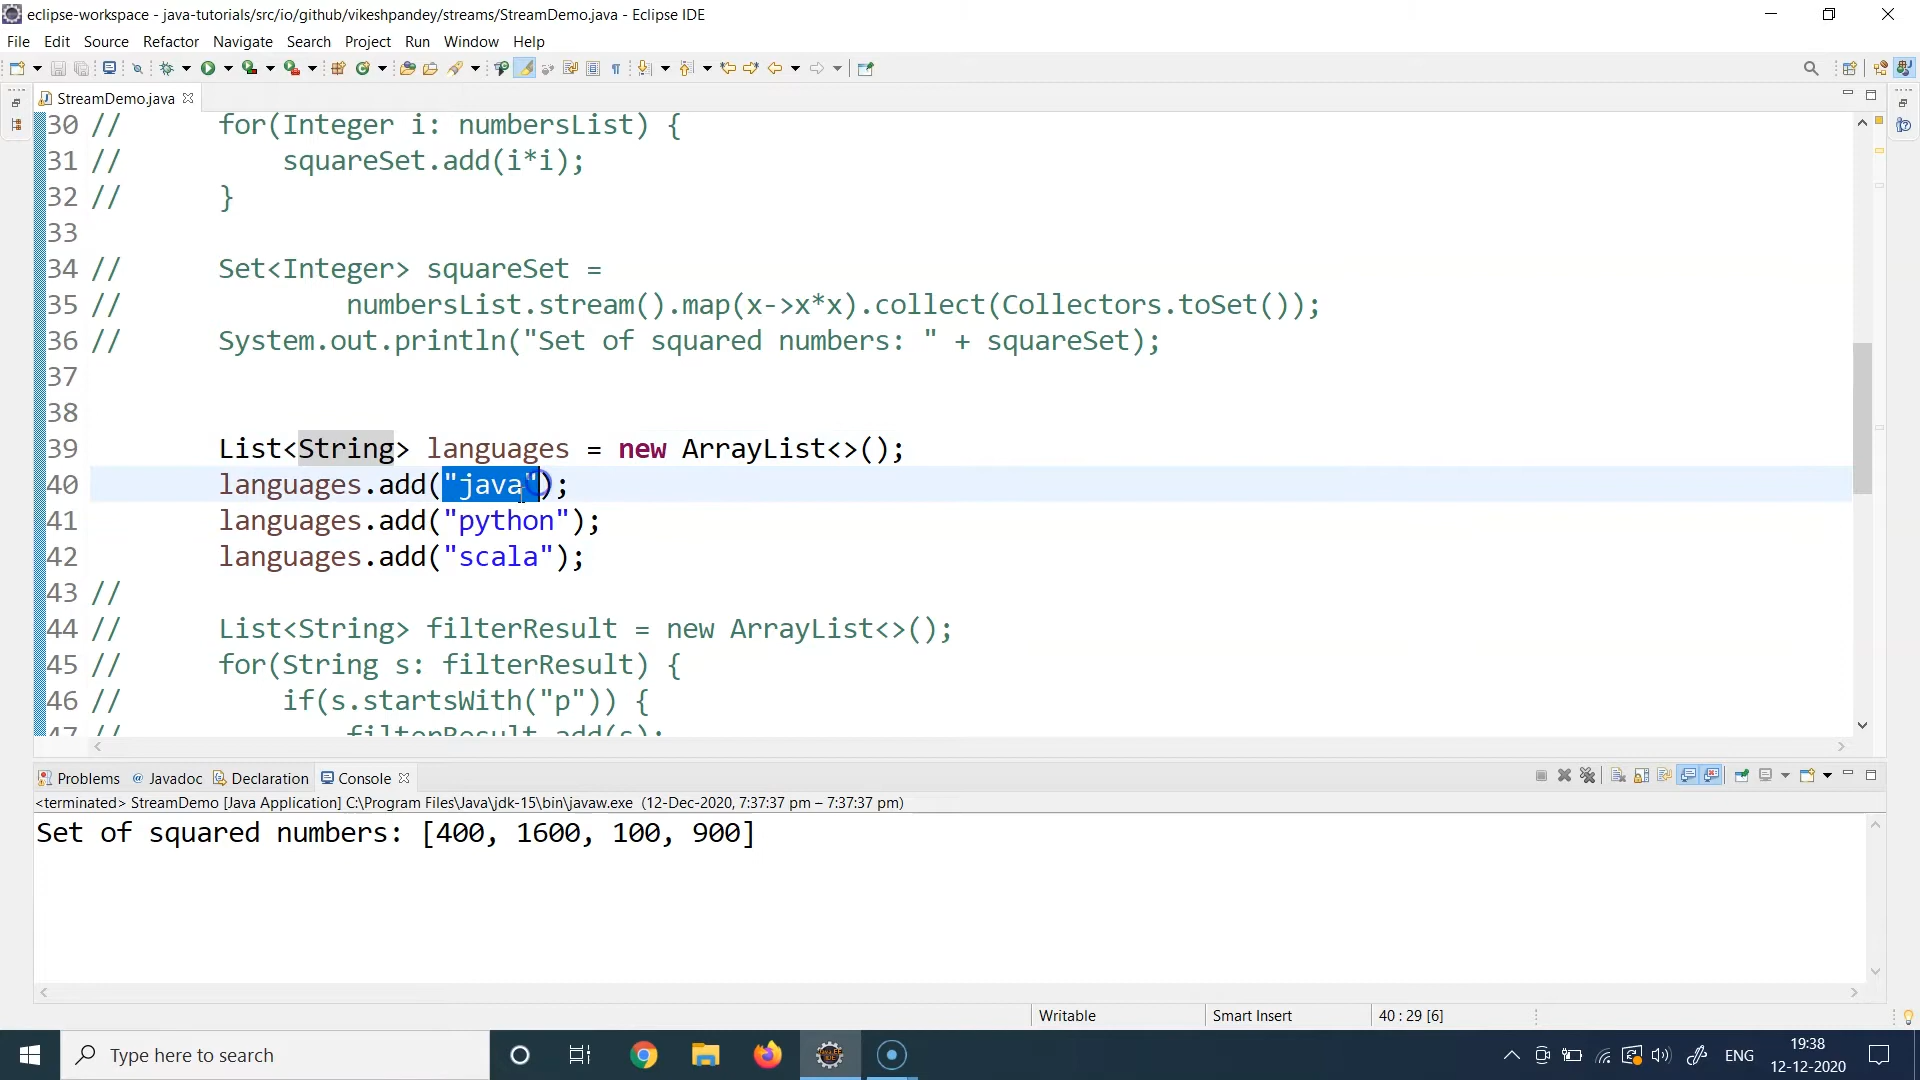 eclipse-workspace - java-tutorials/src/io/github/vikeshpandey/streams/StreamDemo.java - Eclipse IDE
File Edit Source Refactor Navigate Search Project Run Window Help
StreamDemo.java
30 // for(Integer i: numbersList) {
31 // squareSet.add(i*i);
32 // }
33
34 // Set<Integer> squareSet =
35 // numbersList.stream().map(x->x*x).collect(Collectors.toSet());
36 // System.out.println("Set of squared numbers: " + squareSet);
37
38
39 List<String> languages = new ArrayList<>();
40 languages.add("java");
41 languages.add("python");
42 languages.add("scala");
43 //
44 // List<String> filterResult = new ArrayList<>();
45 // for(String s: filterResult) {
46 // if(s.startsWith("p")) {
47 // filterResult.add(s);
Problems @ Javadoc Declaration Console
<terminated> StreamDemo [Java Application] C:\Program Files\Java\jdk-15\bin\javaw.exe (12-Dec-2020, 7:37:37 pm – 7:37:37 pm)
Set of squared numbers: [400, 1600, 100, 900]
Writable Smart Insert 40 : 29 [6]
Type here to search ENG 19:38
12-12-2020